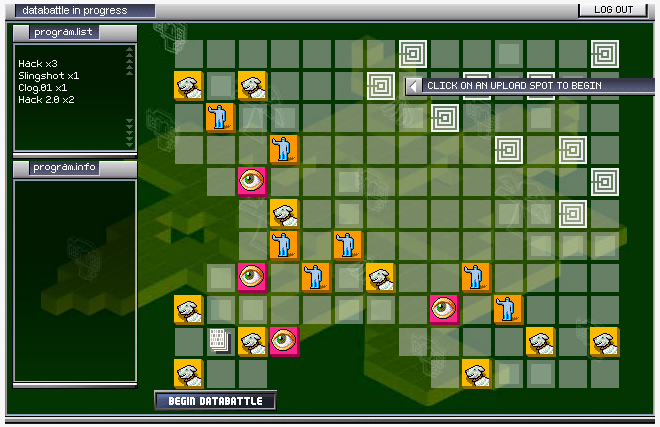 databattle in progress
LOG OUT
program.list
Hack x3
Slingshot x1
Clog.01 x1
Hack 2.0 x2
CLICK ON AN UPLOAD SPOT TO BEGIN
program.info
BEGIN DATABATTLE